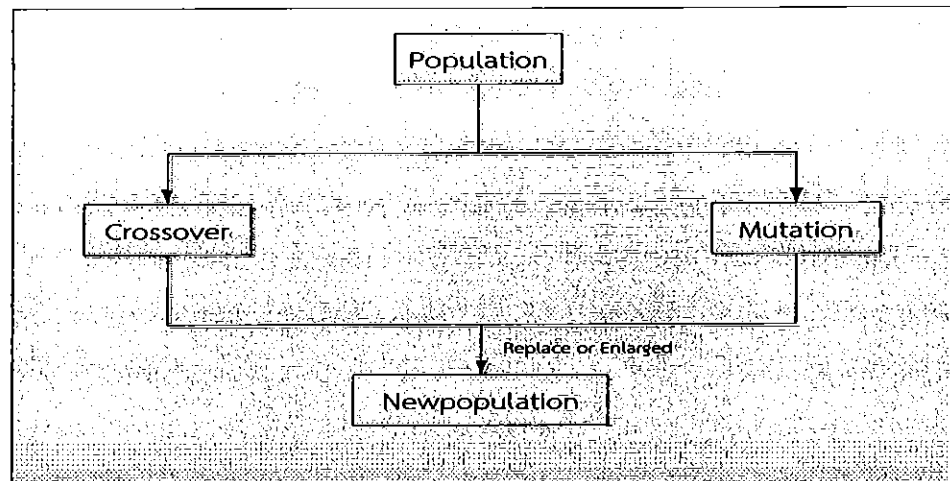 Population
Crossover
Mutation
Replace or Enlarged
Newpopulation